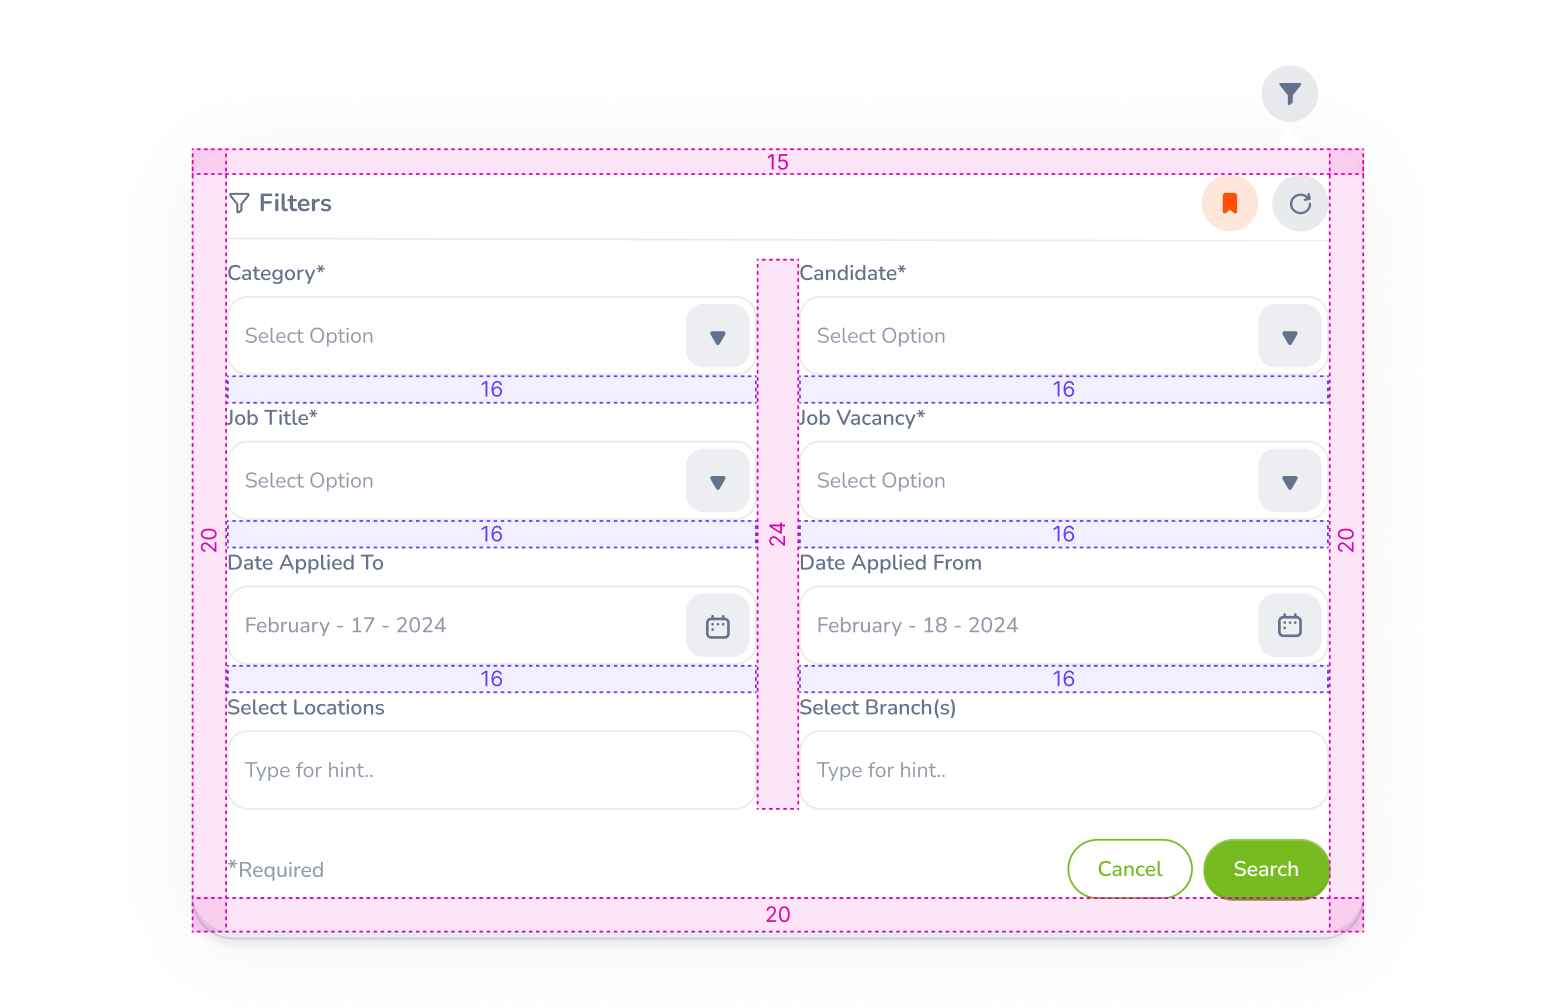 15
Filters
Category*
Candidate*
Select Option
Select Option
16
16
Job Title*
Job Vacancy*
Select Option
Select Option
16
16
20
24
20
Date Applied To
Date Applied From
February - 17 - 2024
February - 18 - 2024
16
16
Select Locations
Select Branch(s)
Type for hint..
Type for hint..
*Required
Cancel
Search
20